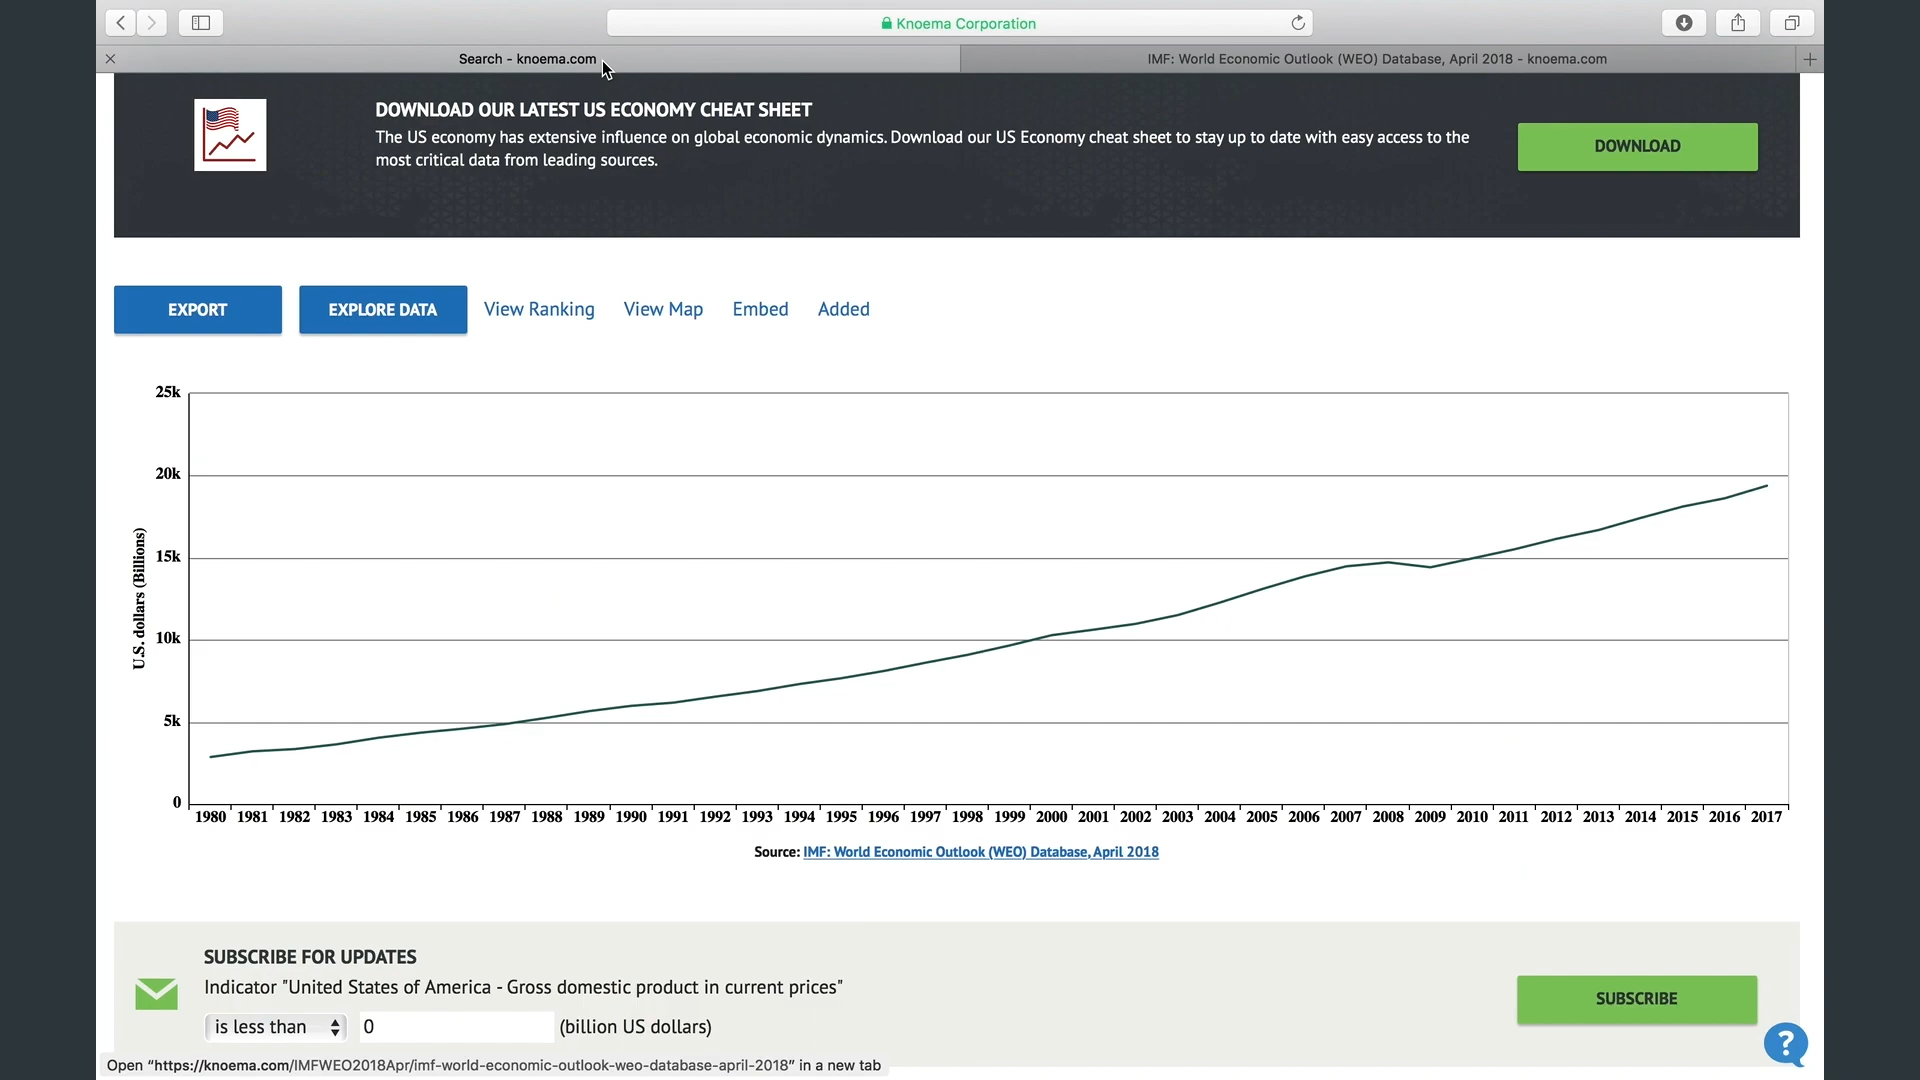 Knoema Corporation
Search - knoema.com
IMF: World Economic Outlook (WEO) Database, April 2018 - knoema.com
DOWNLOAD OUR LATEST US ECONOMY CHEAT SHEET
The US economy has extensive influence on global economic dynamics. Download our US Economy cheat sheet to stay up to date with easy access to the
most critical data from leading sources.
DOWNLOAD
EXPORT
EXPLORE DATA
View Ranking
View Map
Embed
Added
25k
20k
15k
10k
5k
0
U.S. dollars (Billions)
1980 1981 1982 1983 1984 1985 1986 1987 1988 1989 1990 1991 1992 1993 1994 1995 1996 1997 1998 1999 2000 2001 2002 2003 2004 2005 2006 2007 2008 2009 2010 2011 2012 2013 2014 2015 2016 2017
Source: IMF: World Economic Outlook (WEO) Database, April 2018
SUBSCRIBE FOR UPDATES
Indicator "United States of America - Gross domestic product in current prices"
is less than 0 (billion US dollars)
SUBSCRIBE
?
Open “https://knoema.com/IMFWEO2018Apr/imf-world-economic-outlook-weo-database-april-2018” in a new tab